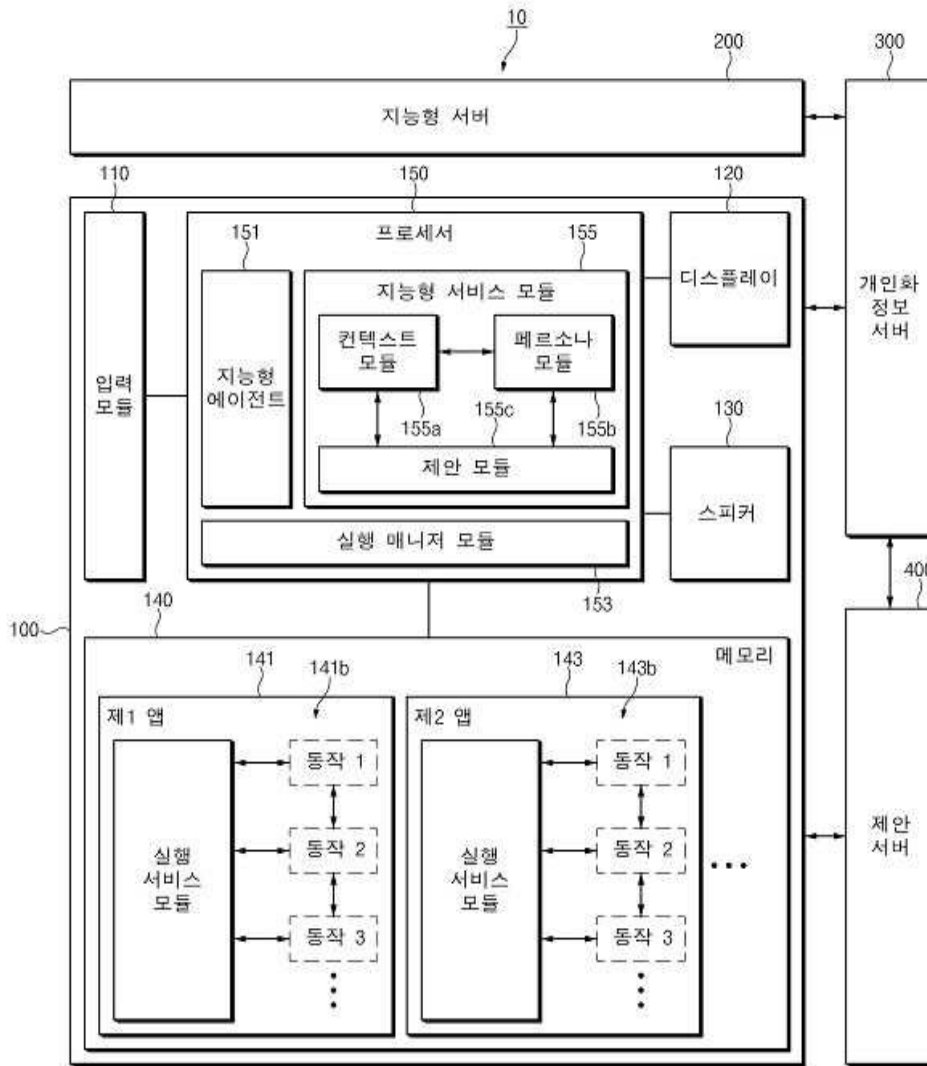 10
200
300
지능형 서버
110
150
120
프로세서
151
155
지능형 서비스 모듈
디스플레이
개인화
정보
서버
컨텍스트
모듈
페르소나
모듈
입력
모듈
지능형
에이전트
155a
155c
155b
130
제안 모듈
스피커
실행 매니저 모듈
153
400
100
140
메모리
141
141b
143
143b
제1 앱
제2 앱
동작 1
동작 1
실행
서비스
모듈
동작 2
실행
서비스
모듈
동작 2
제안
서버
동작 3
동작 3